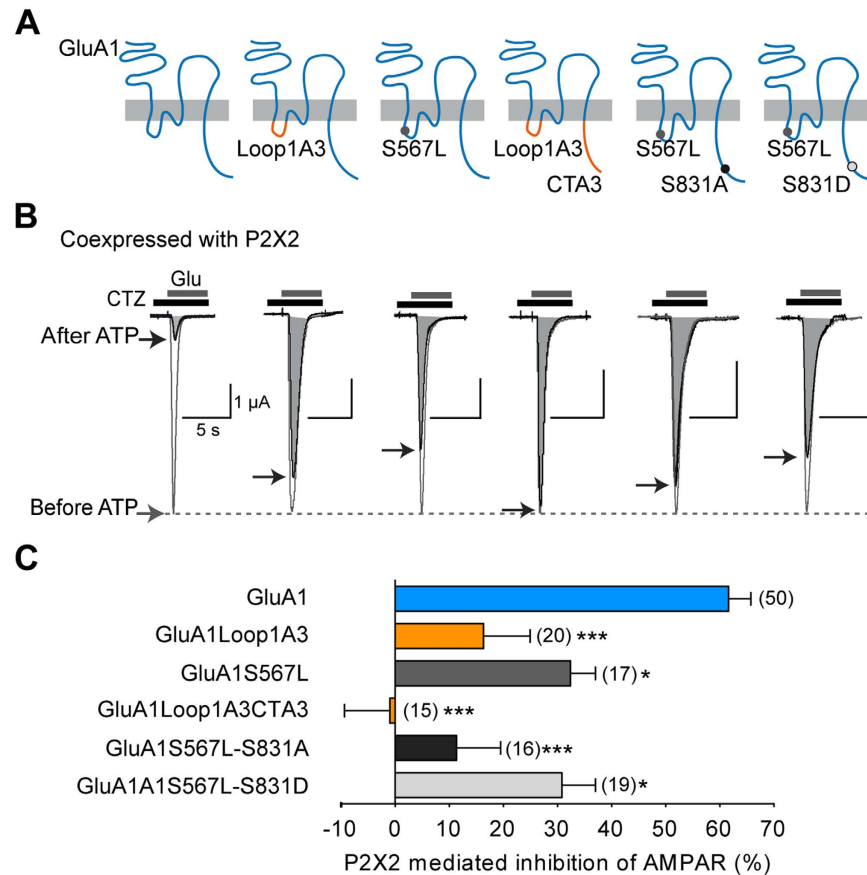 A
GluA1
Loop1A3
S567L
Loop1A3
CTA3
S567L
S831A
S567L
S831D
B
Coexpressed with P2X2
Glu
CTZ
After ATP
1 µA
5 s
Before ATP
C
GluA1
(50)
GluA1Loop1A3
(20) ***
GluA1S567L
(17) *
GluA1Loop1A3CTA3
(15) ***
GluA1S567L-S831A
(16)***
GluA1A1S567L-S831D
(19)*
-10 0 10 20 30 40 50 60 70
P2X2 mediated inhibition of AMPAR (%)